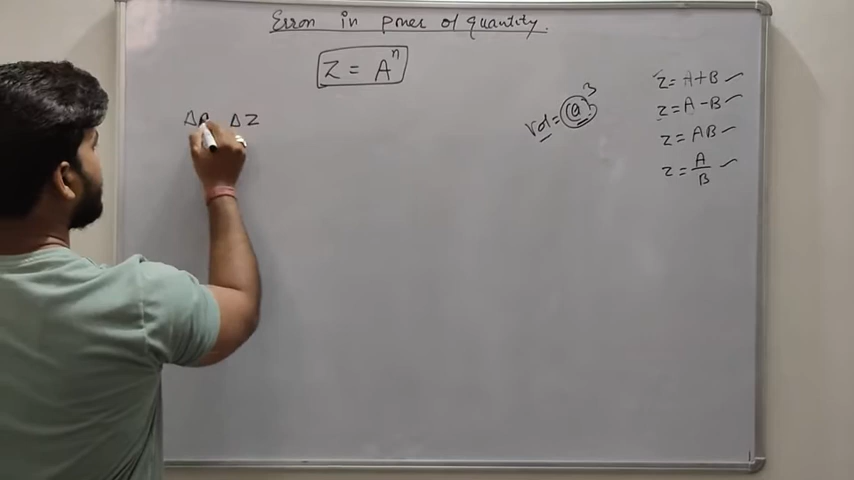 Error in power of quantity.
Z = Aⁿ
ΔA ΔZ
Vol = a³
Z = A + B
Z = A - B
Z = AB
Z = A/B